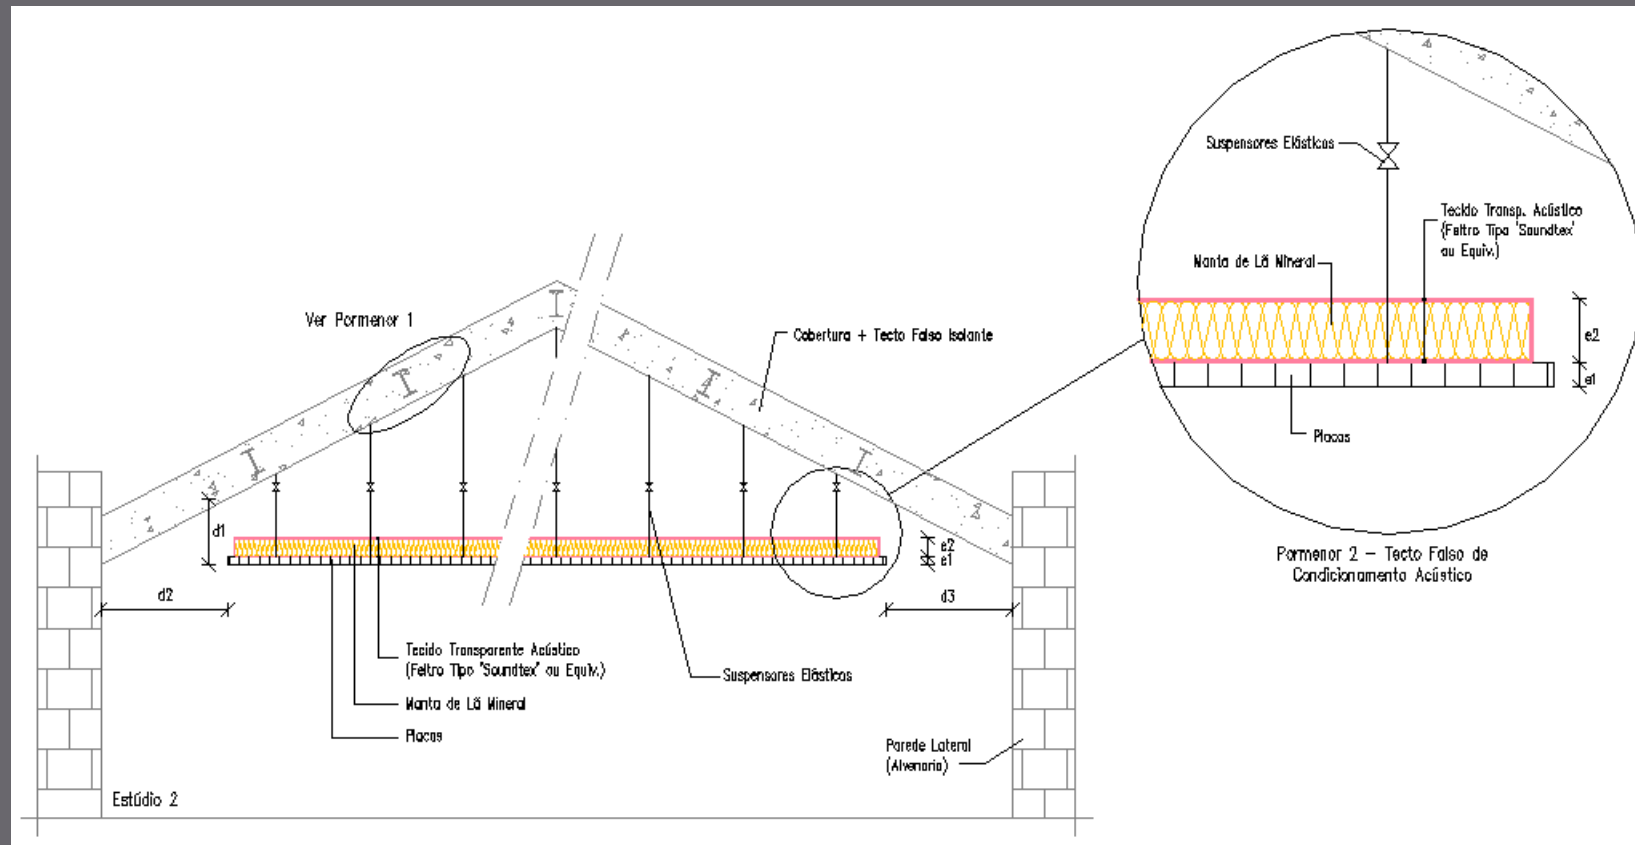 Suspensores Elásticos
Tecido Transp. Acústico
(Feltro Tipo 'Soundtex'
ou Equiv.)
Manta de Lã Mineral
e2
e1
Placas
Pormenor 2 - Tecto Falso de
Condicionamento Acústico
Ver Pormenor 1
Cobertura + Tecto Falso Isolante
d1
e2
e1
d2
d3
Tecido Transparente Acústico
(Feltro Tipo 'Soundtex' ou Equiv.)
Suspensores Elásticos
Manta de Lã Mineral
Placas
Parede Lateral
(Alvenaria)
Estúdio 2